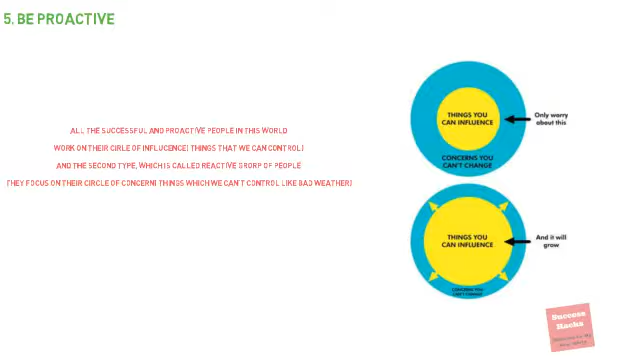 5. BE PROACTIVE
ALL THE SUCCESSFUL AND PROACTIVE PEOPLE IN THIS WORLD
WORK ON THEIR CIRLE OF INFLUCENCE( THINGS THAT WE CAN CONTROL)
AND THE SECOND TYPE, WHICH IS CALLED REACTIVE GRORP OF PEOPLE
THEY FOCUS ON THEIR CIRCLE OF CONCERN( THINGS WHICH WE CAN'T CONTROL LIKE BAD WEATHER)
THINGS YOU
CAN INFLUENCE
Only worry
about this
CONCERNS YOU
CAN'T CHANGE
THINGS YOU
CAN INFLUENCE
And it will
grow
CONCERNS YOU
CAN'T CHANGE
Success
Hacks